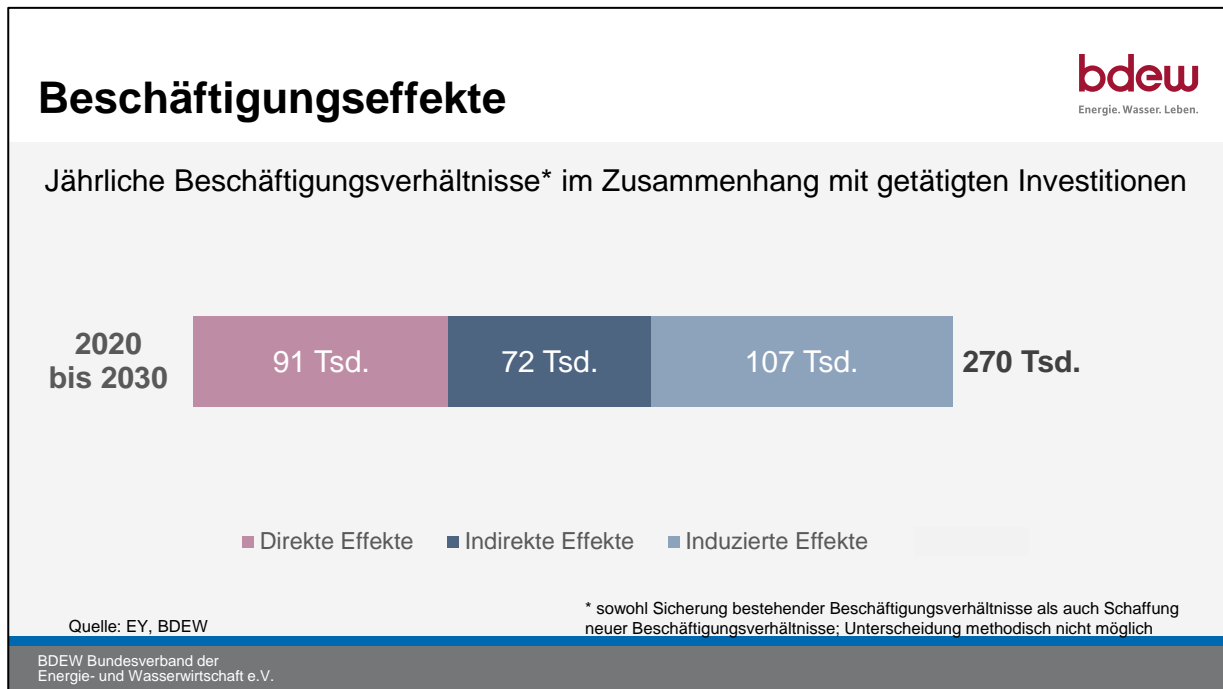 Beschäftigungseffekte
bdew
Energie. Wasser. Leben.
Jährliche Beschäftigungsverhältnisse* im Zusammenhang mit getätigten Investitionen
2020
bis 2030
91 Tsd.
72 Tsd.
107 Tsd.
270 Tsd.
Direkte Effekte
Indirekte Effekte
Induzierte Effekte
Quelle: EY, BDEW
* sowohl Sicherung bestehender Beschäftigungsverhältnisse als auch Schaffung
neuer Beschäftigungsverhältnisse; Unterscheidung methodisch nicht möglich
BDEW Bundesverband der
Energie- und Wasserwirtschaft e.V.